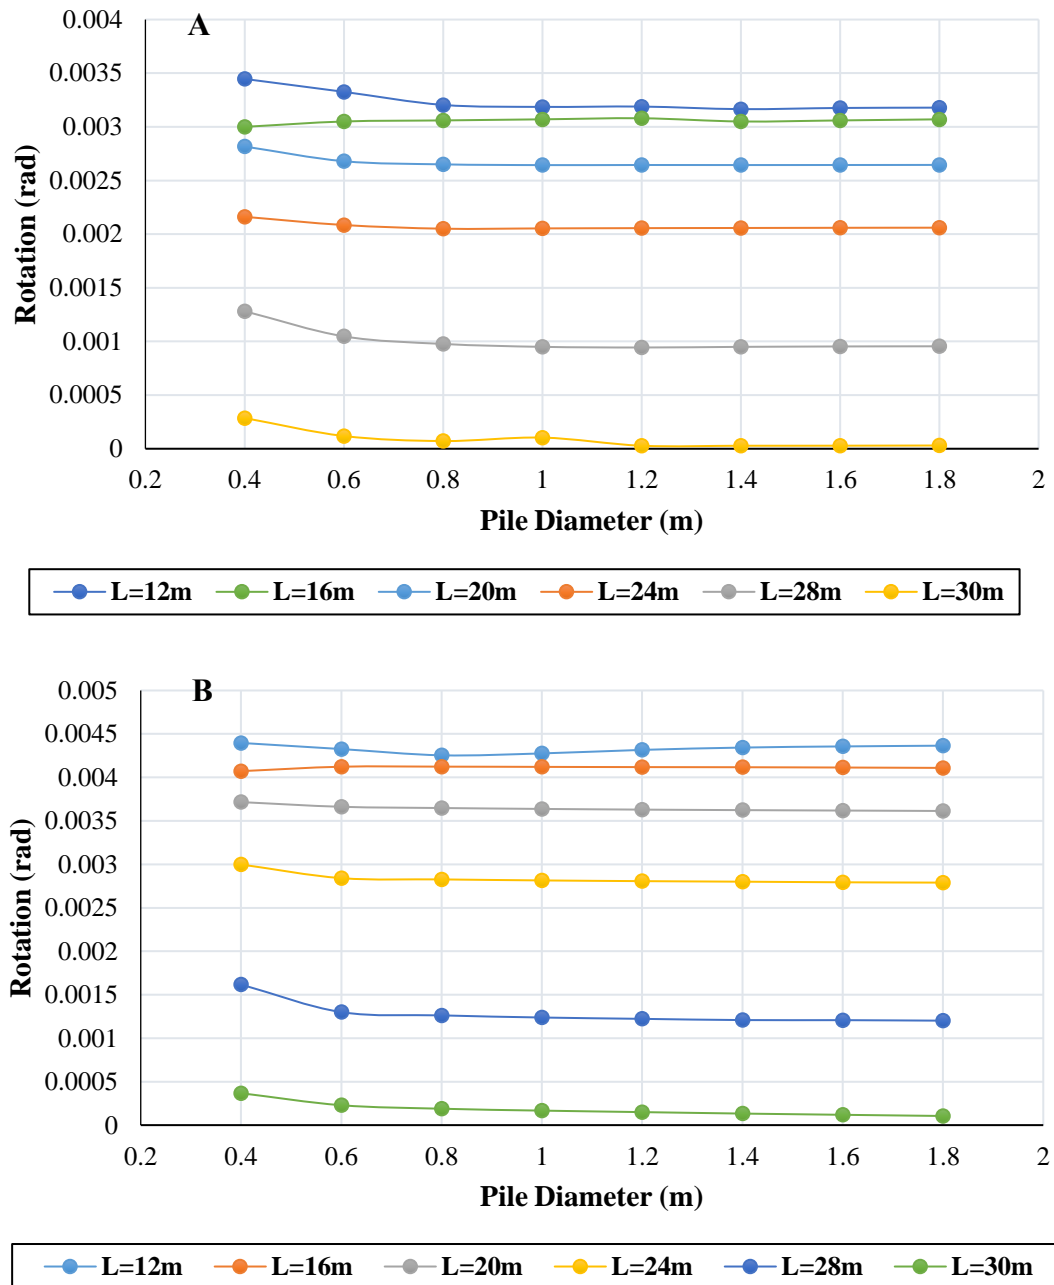 A
0.004
0.0035
0.003
0.0025
0.002
0.0015
0.001
0.0005
0
Rotation (rad)
0.2 0.4 0.6 0.8 1 1.2 1.4 1.6 1.8 2
Pile Diameter (m)
L=12m L=16m L=20m L=24m L=28m L=30m
B
0.005
0.0045
0.004
0.0035
0.003
0.0025
0.002
0.0015
0.001
0.0005
0
Rotation (rad)
0.2 0.4 0.6 0.8 1 1.2 1.4 1.6 1.8 2
Pile Diameter (m)
L=12m L=16m L=20m L=24m L=28m L=30m